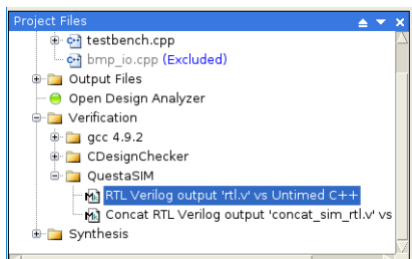 Project Files
testbench.cpp
bmp_io.cpp (Excluded)
Output Files
Open Design Analyzer
Verification
gcc 4.9.2
CDesignChecker
QuestaSIM
RTL Verilog output 'rtl.v' vs Untimed C++
Concat RTL Verilog output 'concat_sim_rtl.v' vs
Synthesis